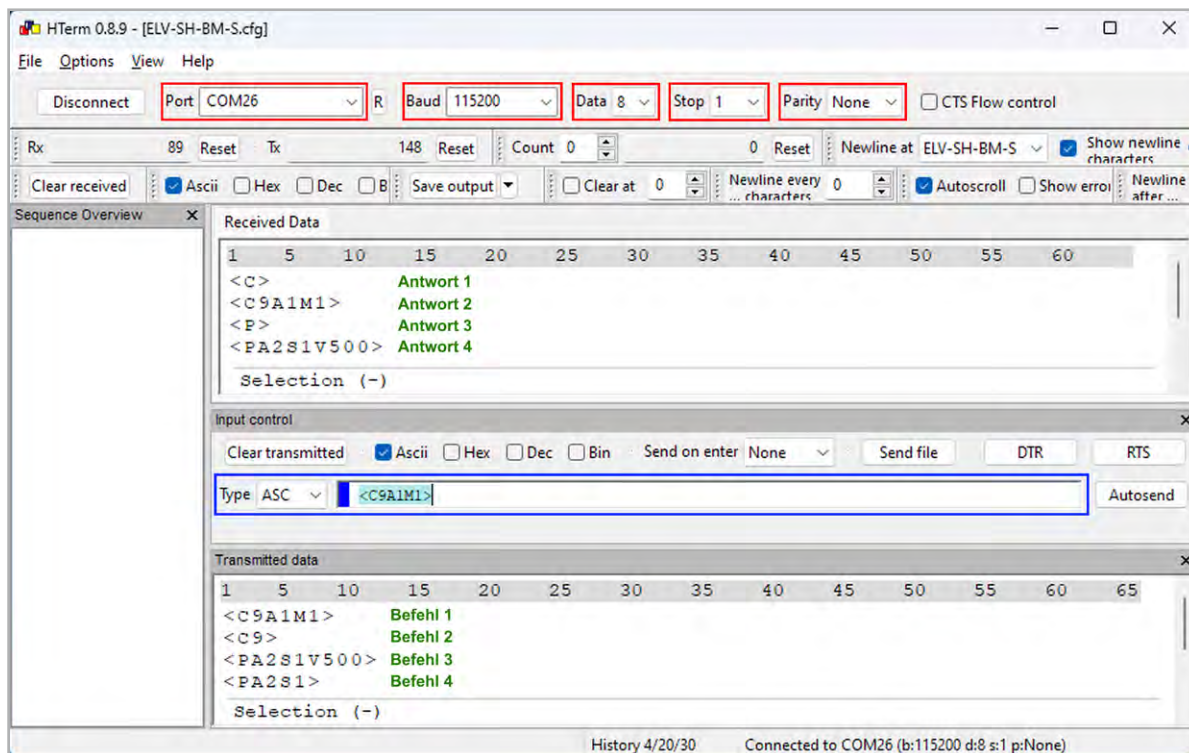 HTerm 0.8.9 - [ELV-SH-BM-S.cfg]
File Options View Help
Disconnect Port COM26 R Baud 115200 Data 8 Stop 1 Parity None CTS Flow control
Rx 89 Reset Tx 148 Reset Count 0 0 Reset Newline at ELV-SH-BM-S Show newline characters
Clear received Ascii Hex Dec B Save output Clear at 0 Newline every ... characters 0 Autoscroll Show error Newline after ...
Sequence Overview
Received Data
1 5 10 15 20 25 30 35 40 45 50 55 60
<C> Antwort 1
<C9A1M1> Antwort 2
<P> Antwort 3
<PA2S1V500> Antwort 4
Selection (-)
Input control
Clear transmitted Ascii Hex Dec Bin Send on enter None Send file DTR RTS
Type ASC <C9A1M1> Autosend
Transmitted data
1 5 10 15 20 25 30 35 40 45 50 55 60 65
<C9A1M1> Befehl 1
<C9> Befehl 2
<PA2S1V500> Befehl 3
<PA2S1> Befehl 4
Selection (-)
History 4/20/30 Connected to COM26 (b:115200 d:8 s:1 p:None)